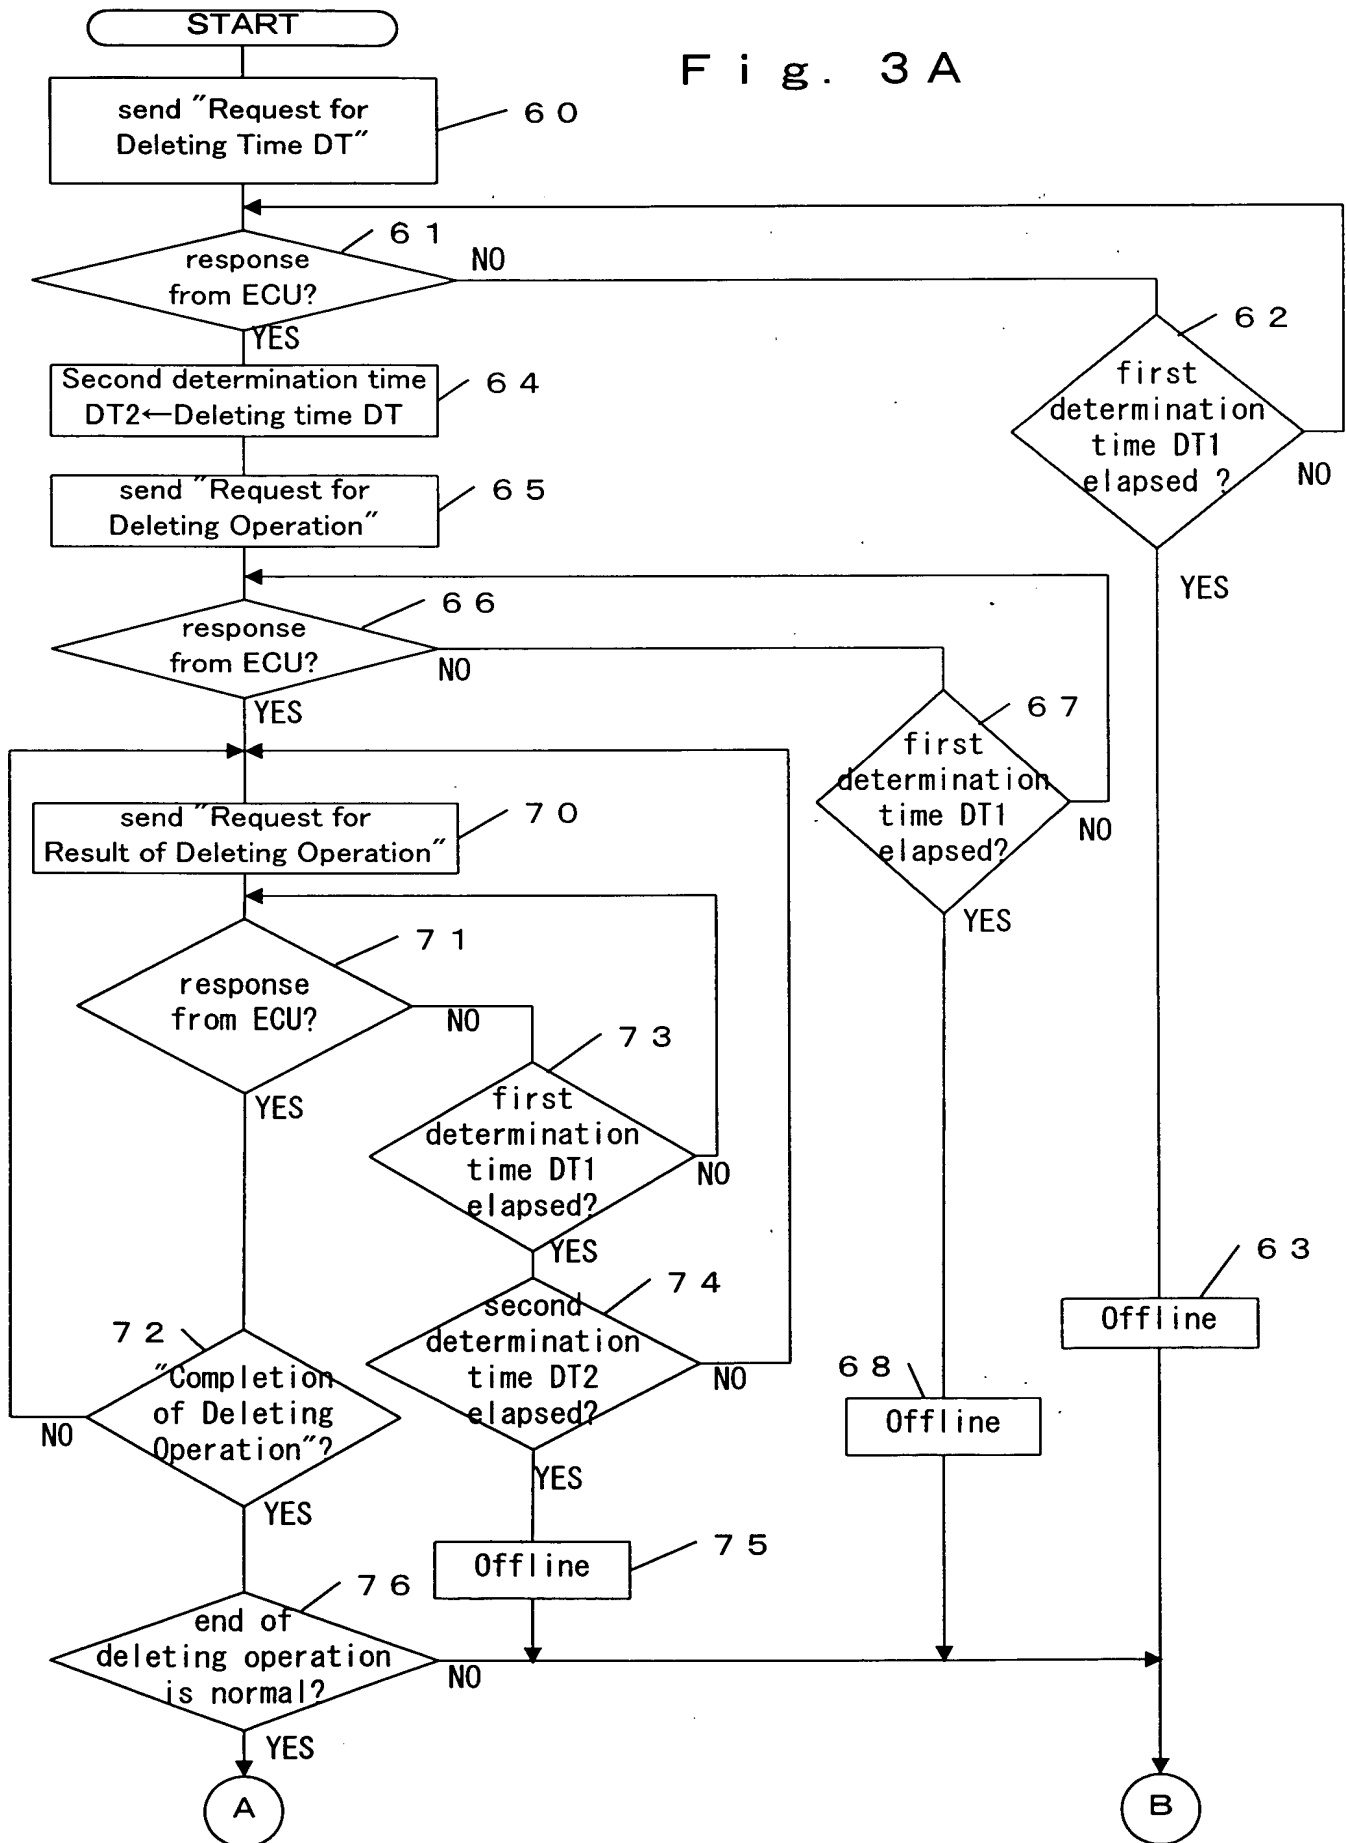 START
Fig. 3A
send "Request for
Deleting Time DT"
60
response
from ECU?
61
NO
YES
first
determination
time DT1
elapsed ?
62
NO
YES
Second determination time
DT2←Deleting time DT
64
send "Request for
Deleting Operation"
65
response
from ECU?
66
NO
YES
first
determination
time DT1
elapsed?
67
NO
YES
send "Request for
Result of Deleting Operation"
70
response
from ECU?
71
NO
YES
first
determination
time DT1
elapsed?
73
NO
YES
second
determination
time DT2
elapsed?
74
NO
YES
Offline
63
72
"Completion
of Deleting
Operation"?
NO
YES
68
Offline
Offline
75
end of
deleting operation
is normal?
76
NO
YES
A
B